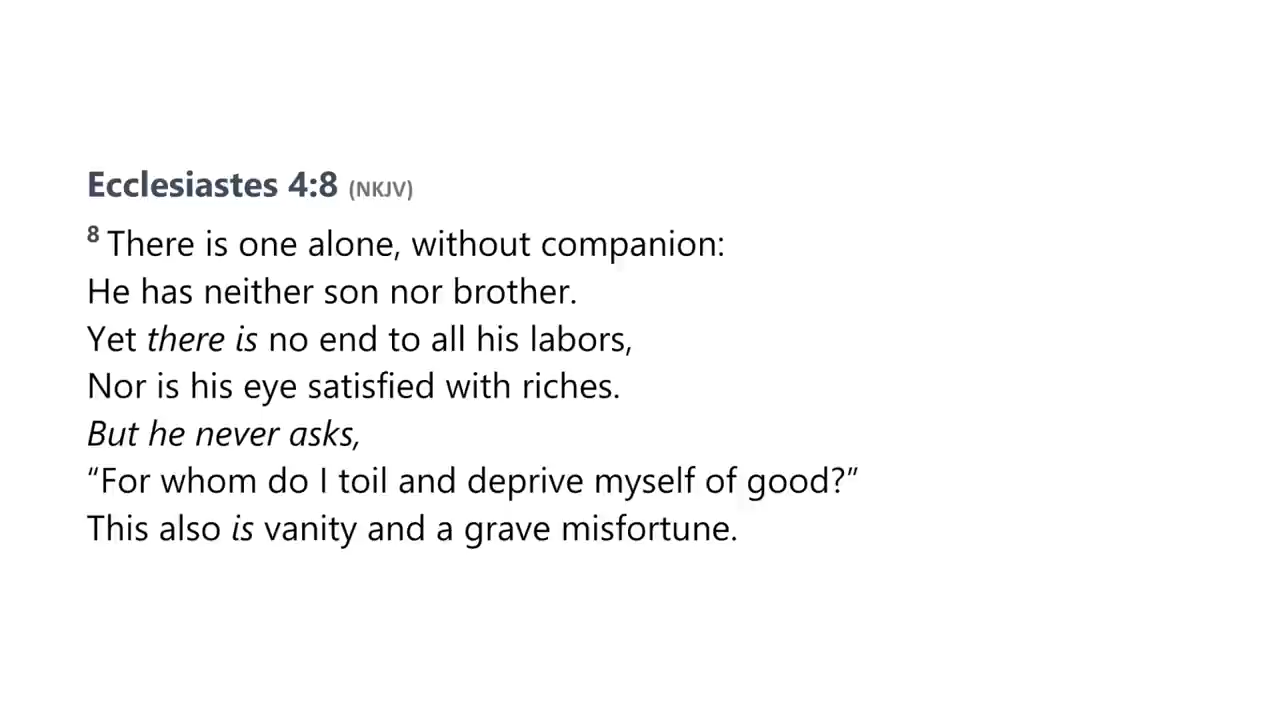 Ecclesiastes 4:8 (NKJV)
8 There is one alone, without companion:
He has neither son nor brother.
Yet there is no end to all his labors,
Nor is his eye satisfied with riches.
But he never asks,
“For whom do I toil and deprive myself of good?”
This also is vanity and a grave misfortune.